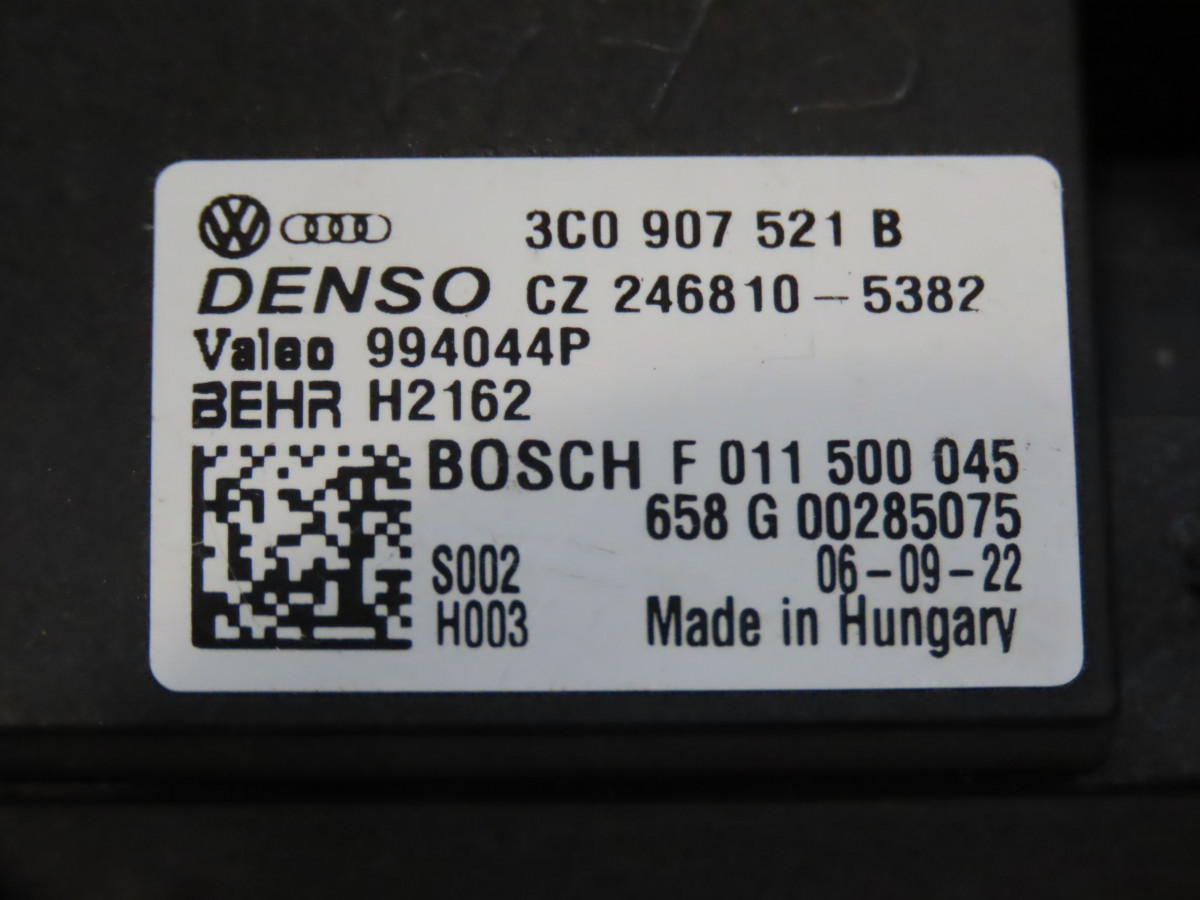 3C0 907 521 B
DENSO CZ 246810-5382
Valeo 994044P
BEHR H2162
BOSCH F 011 500 045
658 G 00285075
S002 06-09-22
H003 Made in Hungary